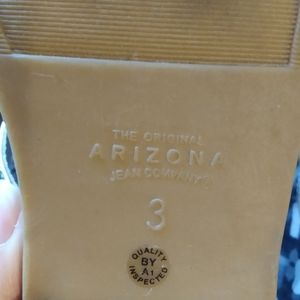 THE ORIGINAL
ARIZONA
JEAN COMPANY®
3
QUALITY
BY
A1
INSPECTED